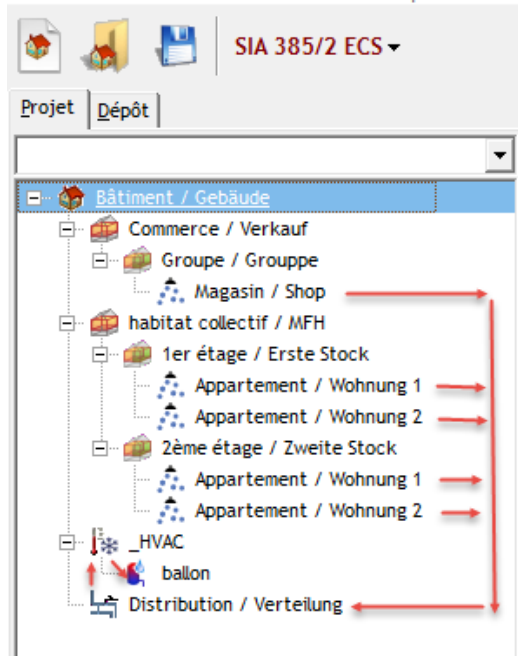 SIA 385/2 ECS
Projet
Dépôt
Bâtiment / Gebäude
Commerce / Verkauf
Groupe / Grouppe
Magasin / Shop
habitat collectif / MFH
1er étage / Erste Stock
Appartement / Wohnung 1
Appartement / Wohnung 2
2ème étage / Zweite Stock
Appartement / Wohnung 1
Appartement / Wohnung 2
_HVAC
ballon
Distribution / Verteilung